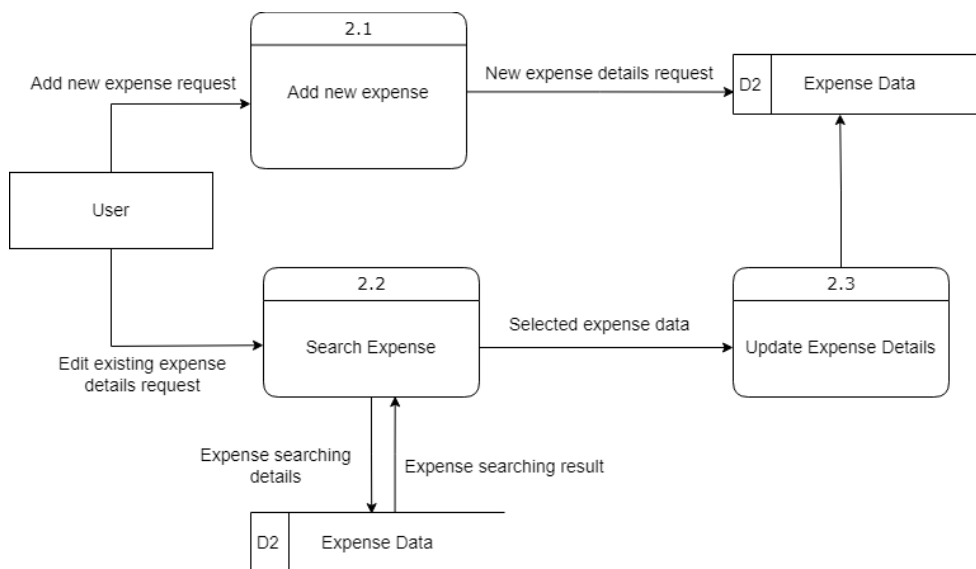 2.1
Add new expense request
Add new expense
New expense details request
D2
Expense Data
User
2.2
2.3
Edit existing expense
details request
Search Expense
Selected expense data
Update Expense Details
Expense searching
details
Expense searching result
D2
Expense Data